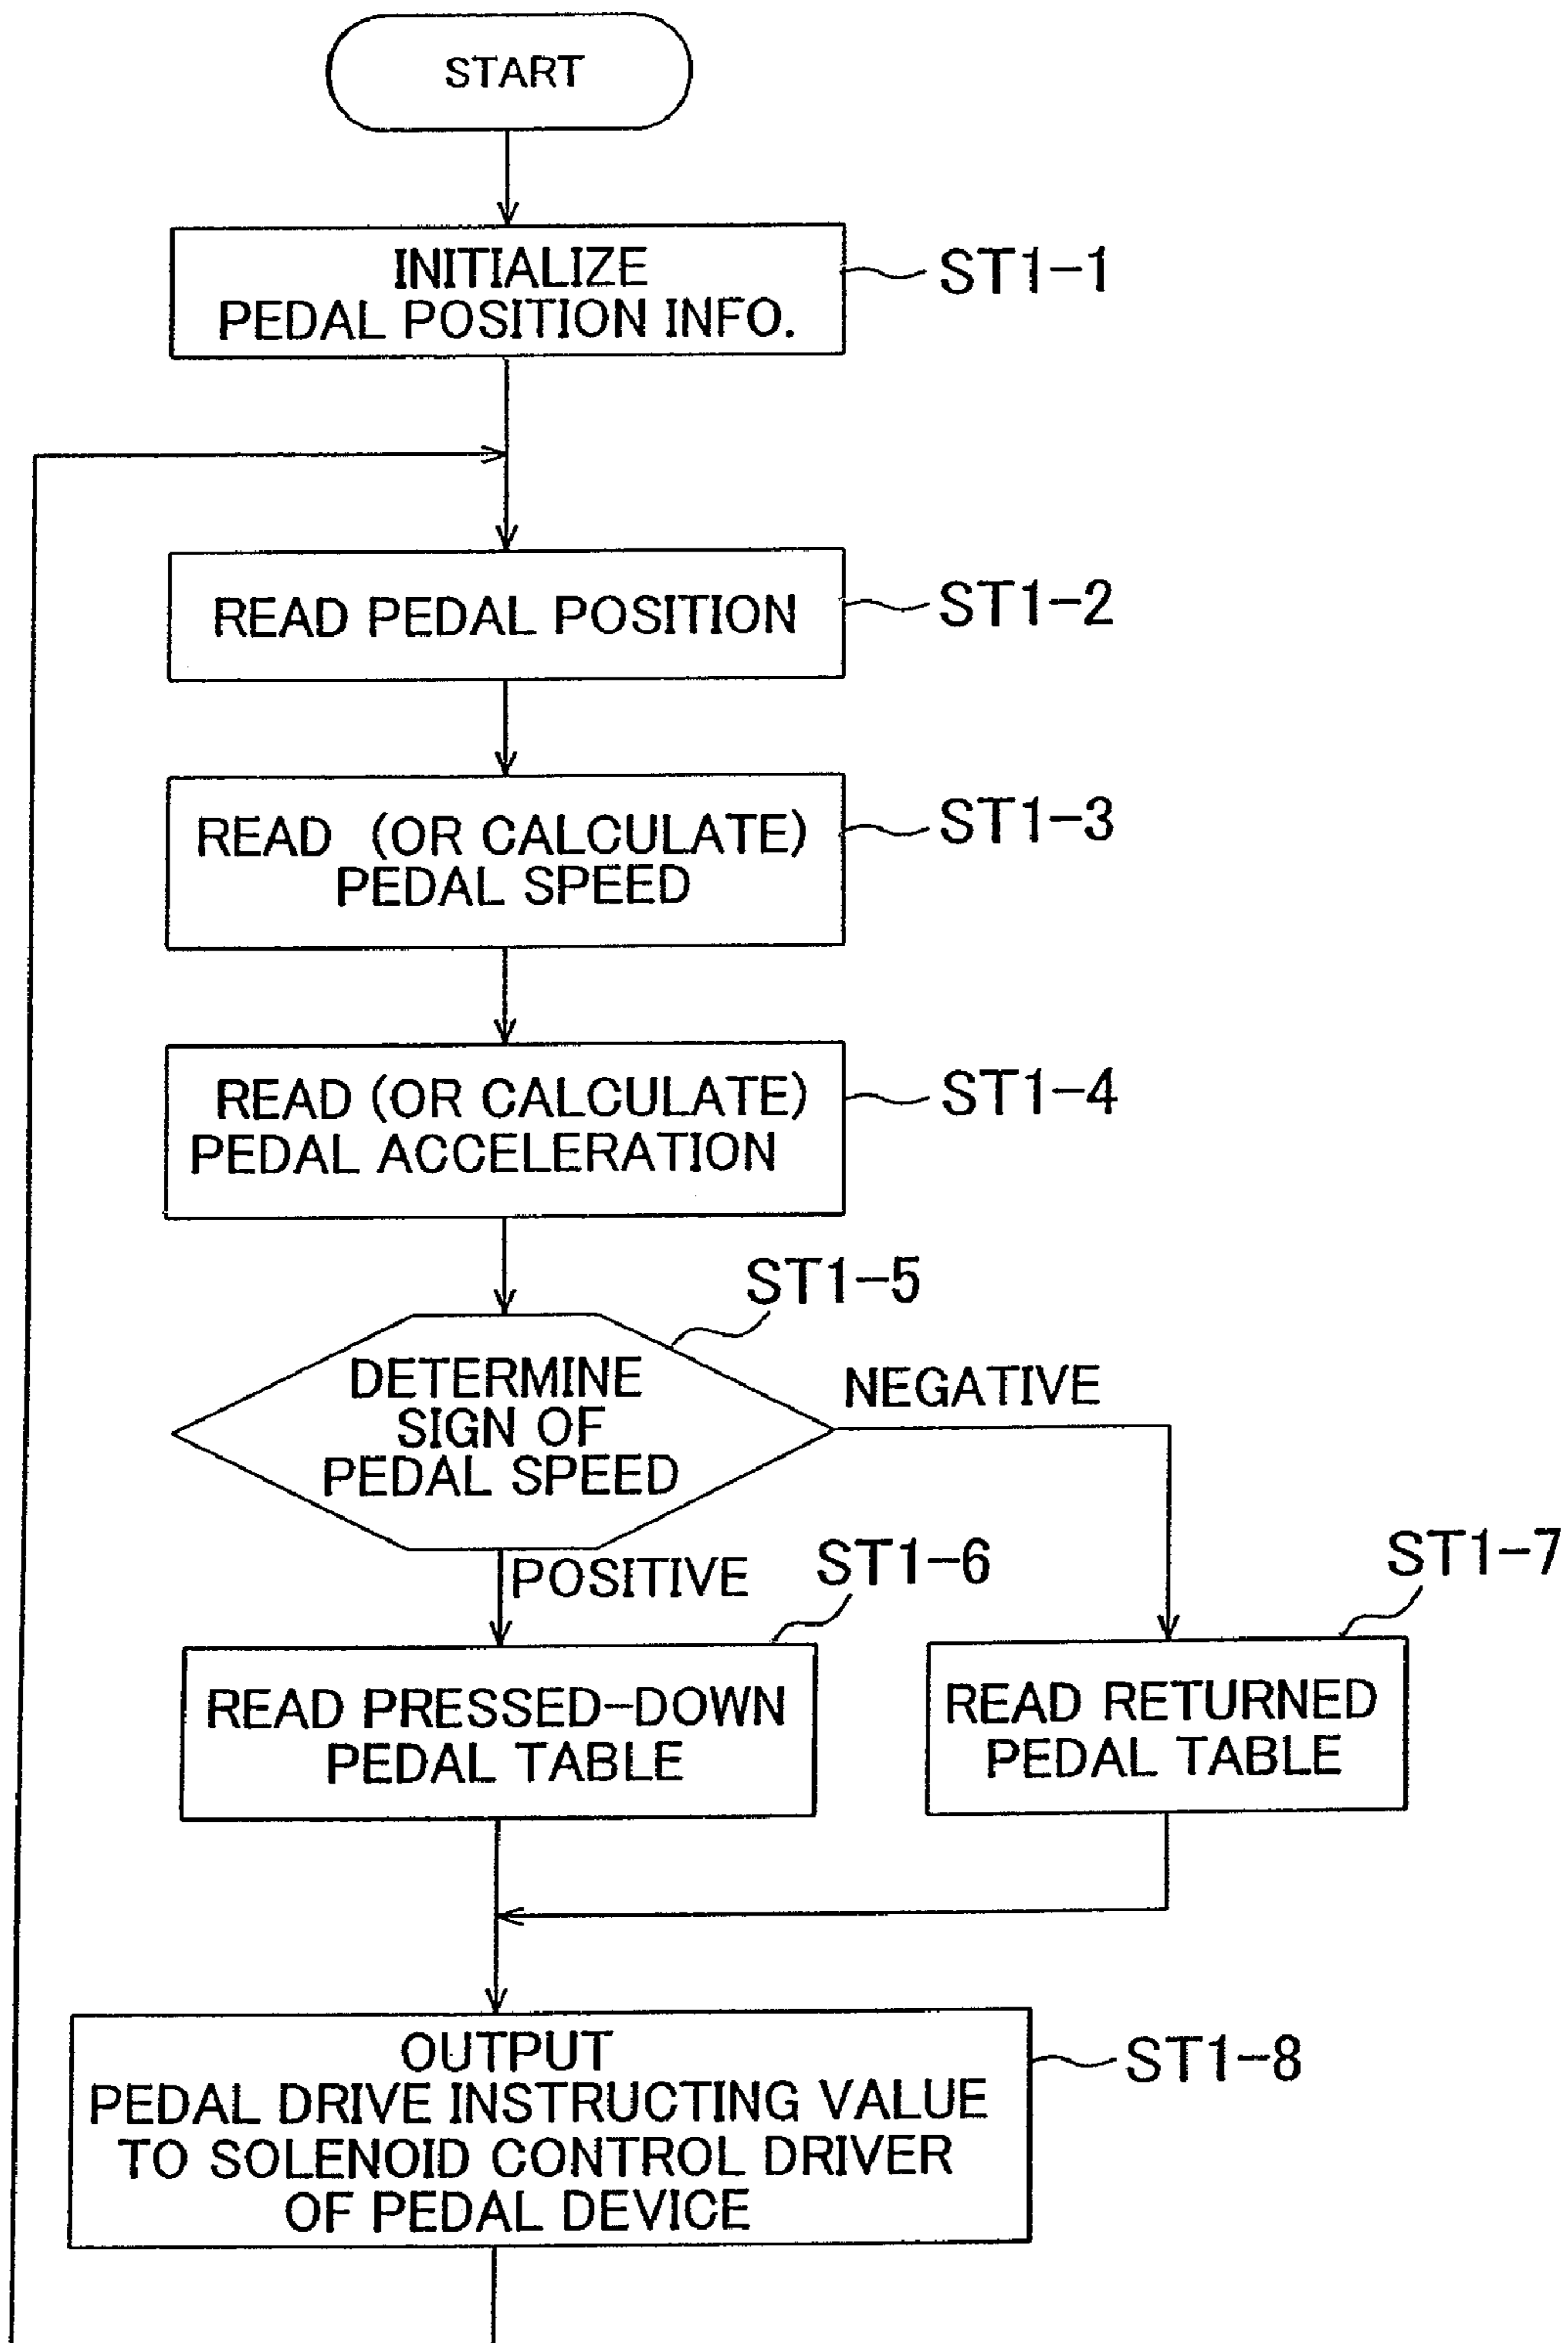 START
INITIALIZE
PEDAL POSITION INFO.
ST1-1
READ PEDAL POSITION
ST1-2
READ (OR CALCULATE)
PEDAL SPEED
ST1-3
READ (OR CALCULATE)
PEDAL ACCELERATION
ST1-4
ST1-5
DETERMINE
SIGN OF
PEDAL SPEED
NEGATIVE
POSITIVE
ST1-6
READ PRESSED-DOWN
PEDAL TABLE
ST1-7
READ RETURNED
PEDAL TABLE
OUTPUT
PEDAL DRIVE INSTRUCTING VALUE
TO SOLENOID CONTROL DRIVER
OF PEDAL DEVICE
ST1-8